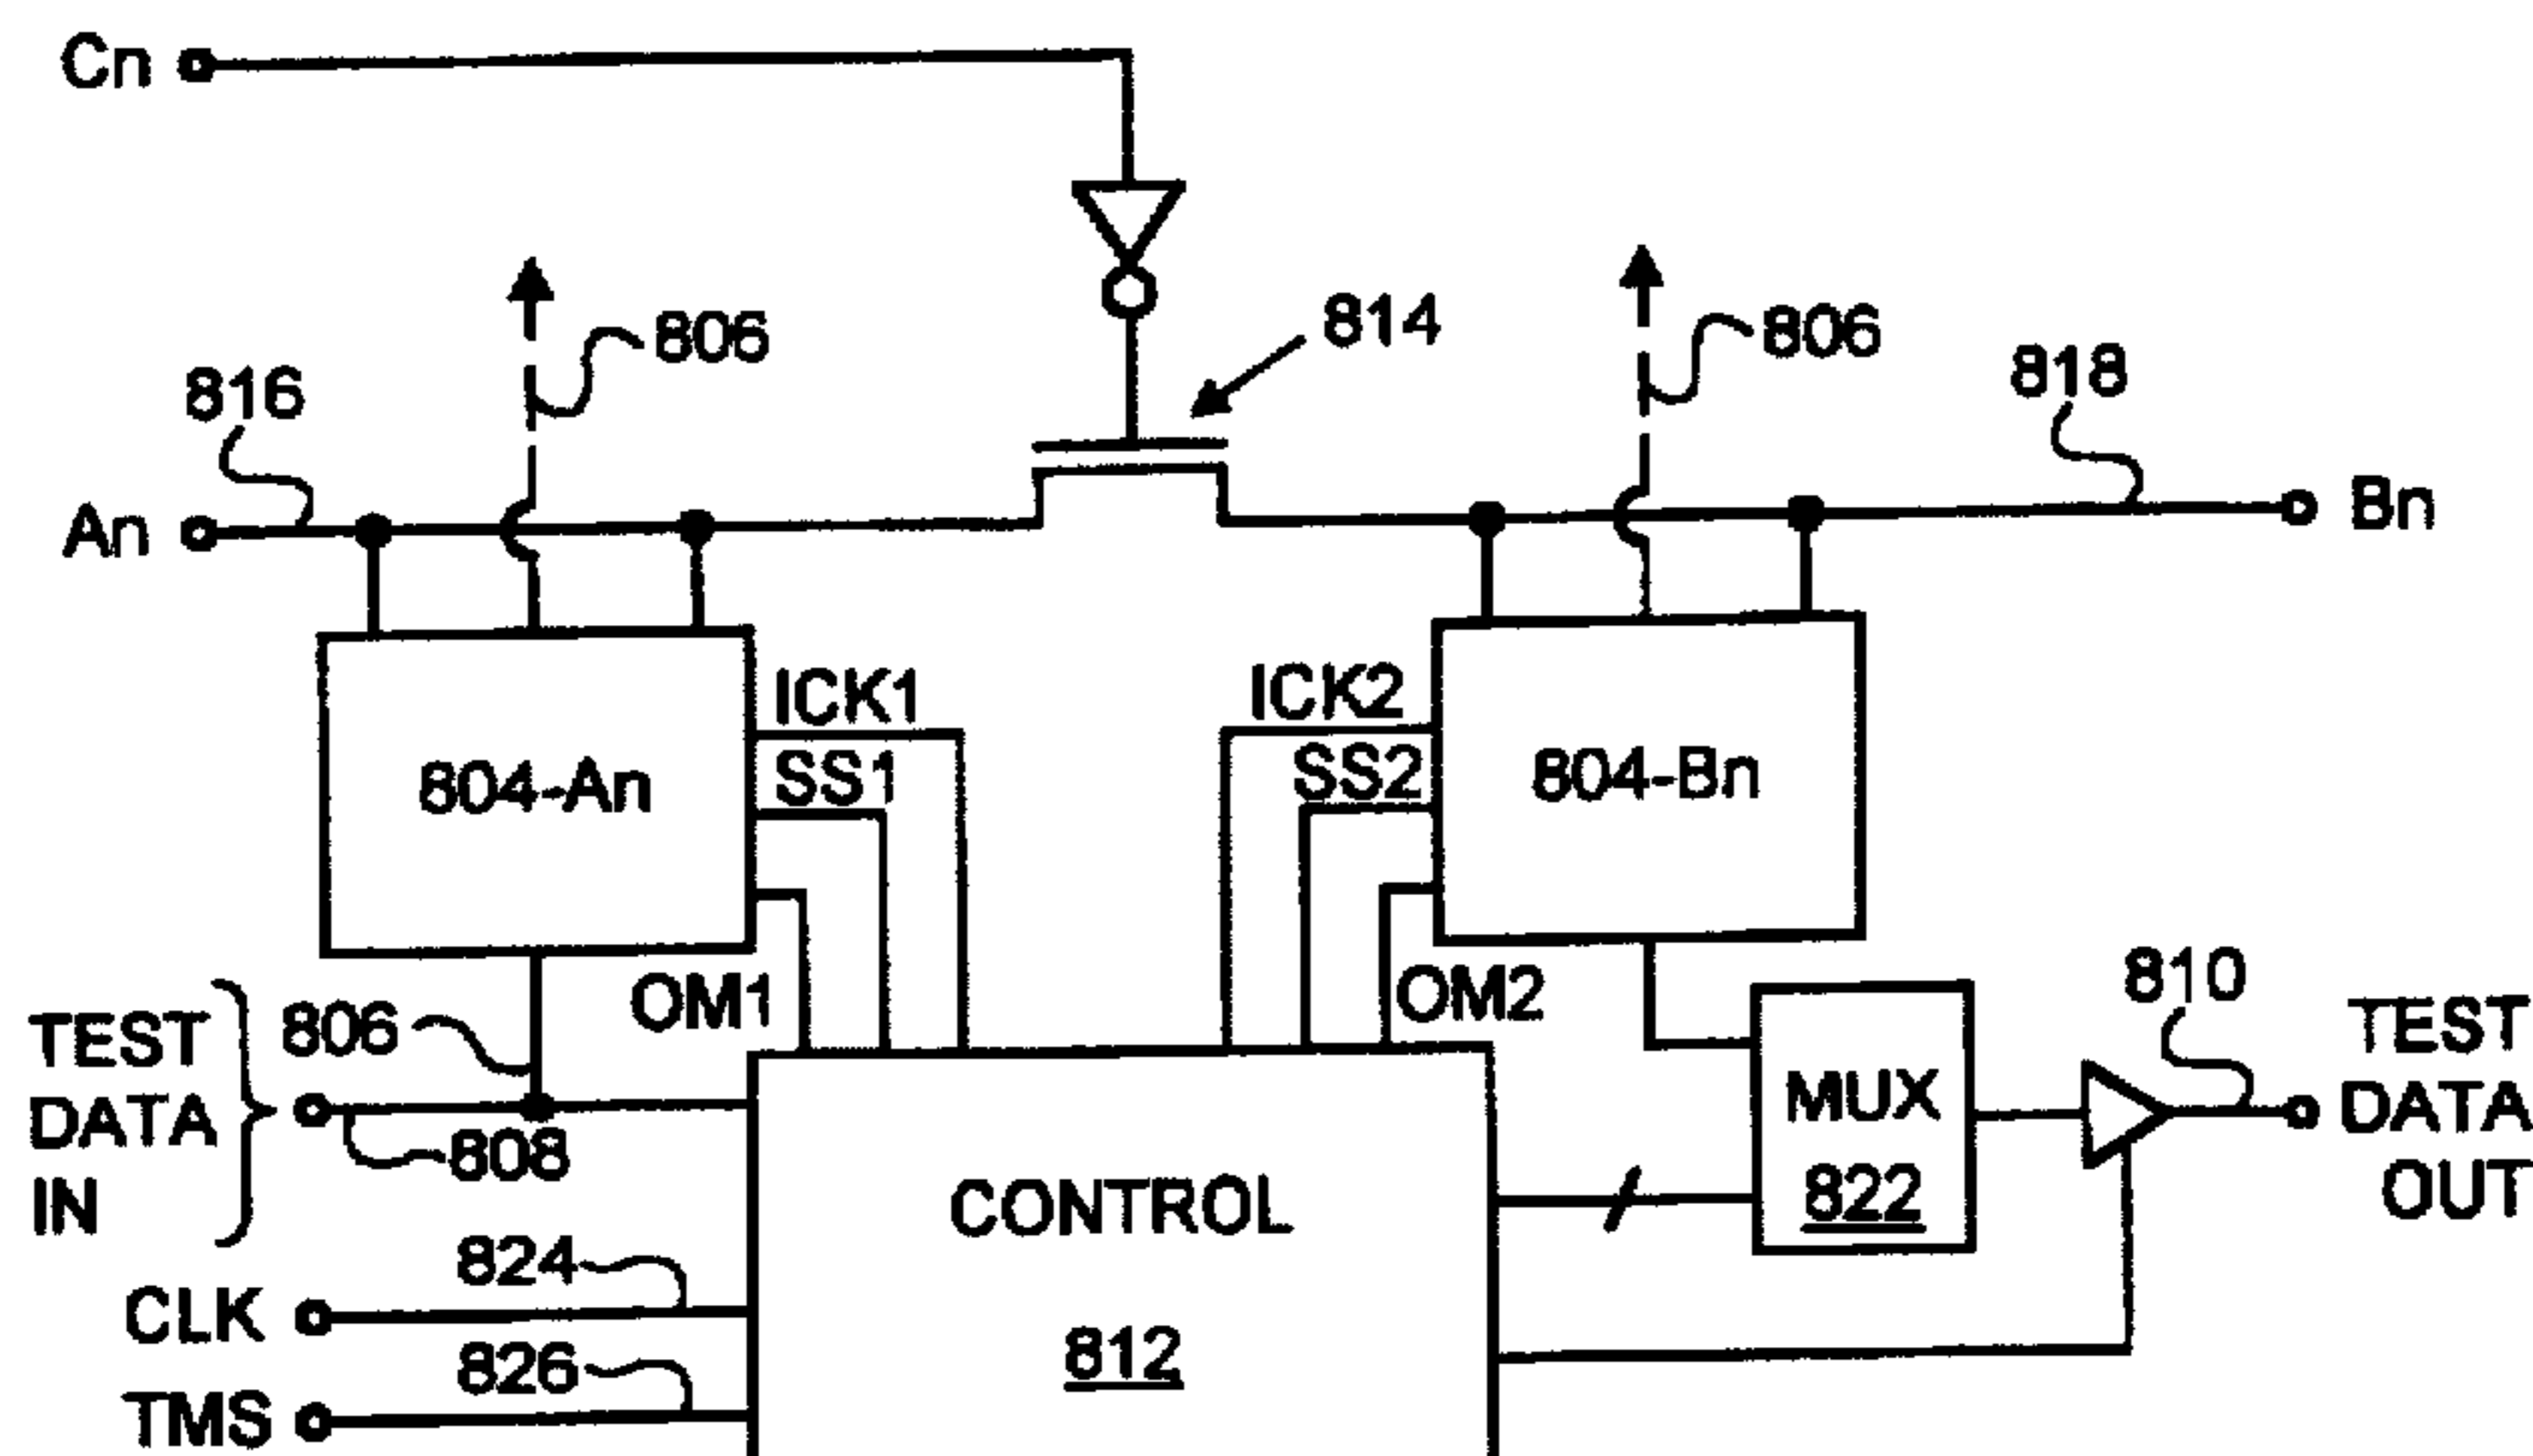 Cn
814
806
806
818
816
An
Bn
ICK1
ICK2
SS1
SS2
804-An
804-Bn
OM1
OM2
810
TEST
DATA
IN
806
808
TEST
DATA
OUT
MUX
822
CONTROL
812
824
CLK
826
TMS